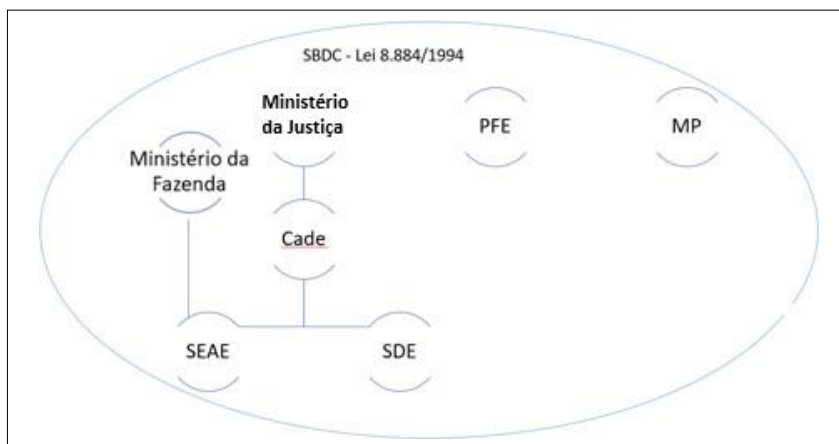 SBDC - Lei 8.884/1994
Ministério
da Justiça
PFE
MP
Ministério da
Fazenda
Cade
SEAE
SDE